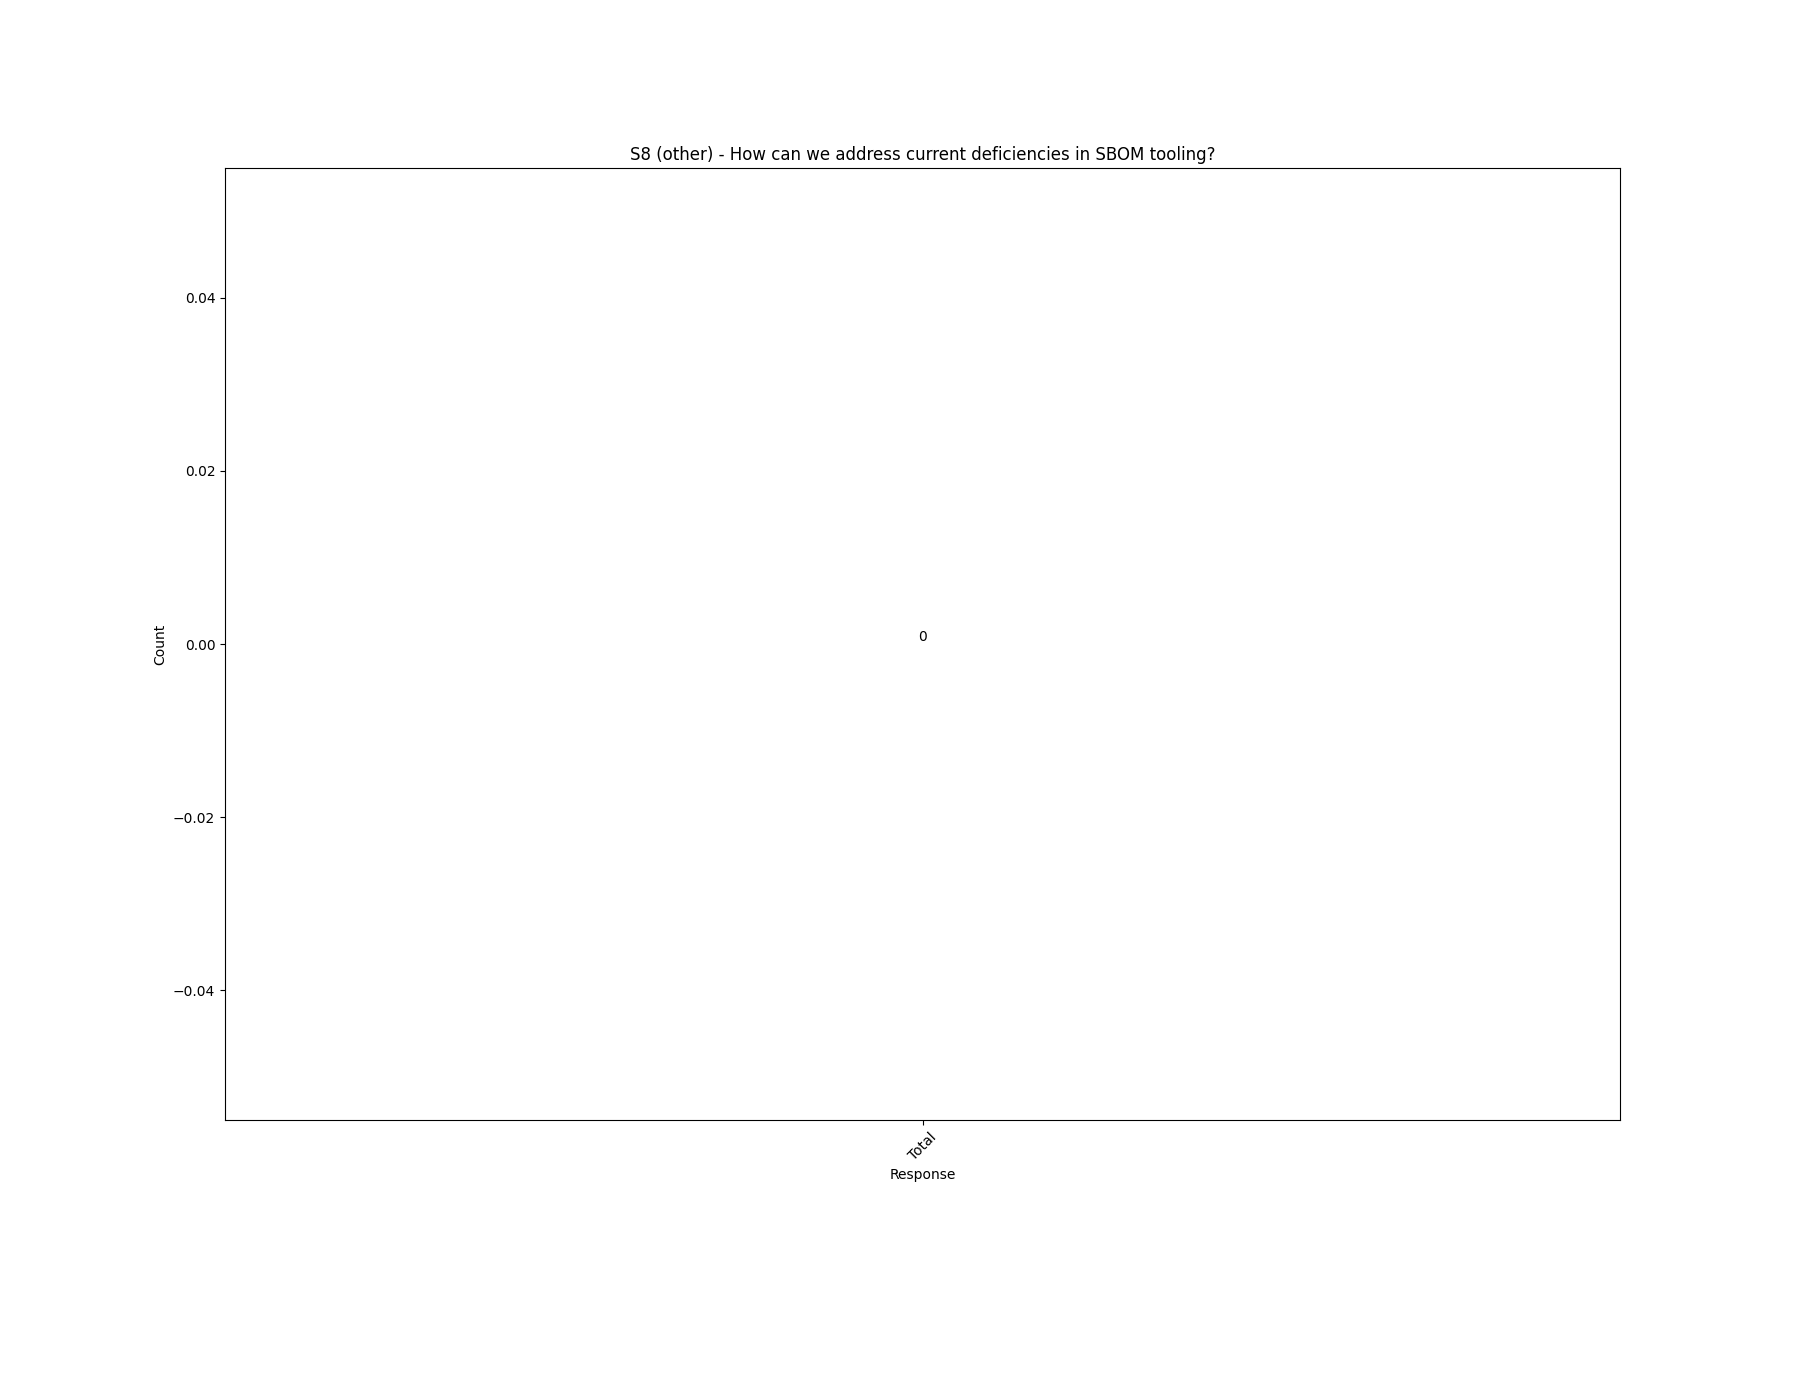 S8 (other) - How can we address current deficiencies in SBOM tooling?
0.04
0.02
0.00
−0.02
−0.04
Count
0
Total
Response